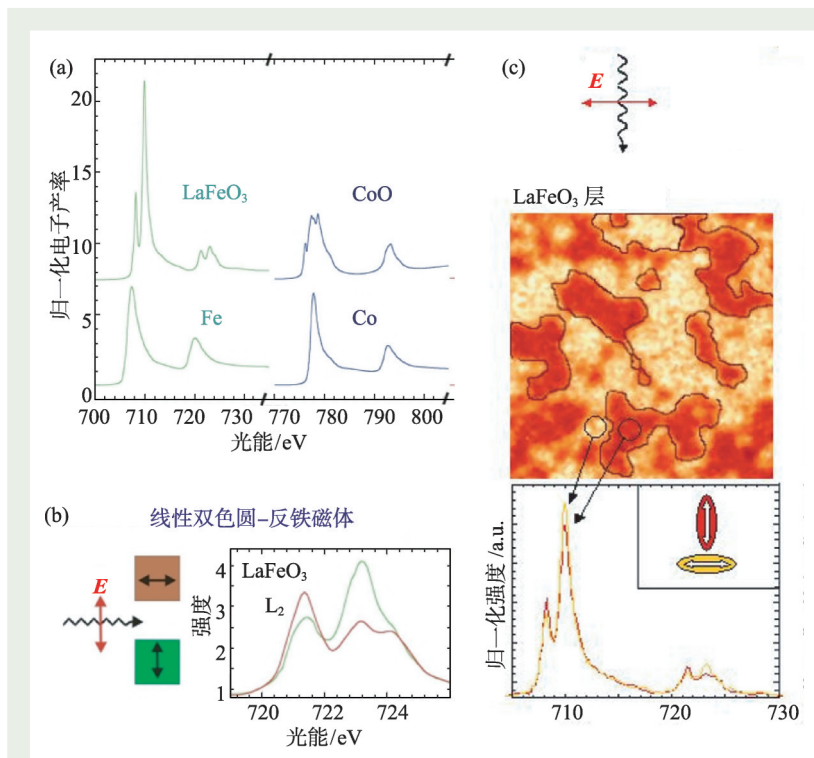 (a)
20
15
10
5
0
归一化电子产率
LaFeO₃
CoO
Fe
Co
700 710 720 730 770 780 790 800
光能/eV
(b)
线性双色圆-反铁磁体
E
4
3
2
1
强度
LaFeO₃
L₂
720 722 724
光能/eV
(c)
E
LaFeO₃ 层
归一化强度/a.u.
710 720 730